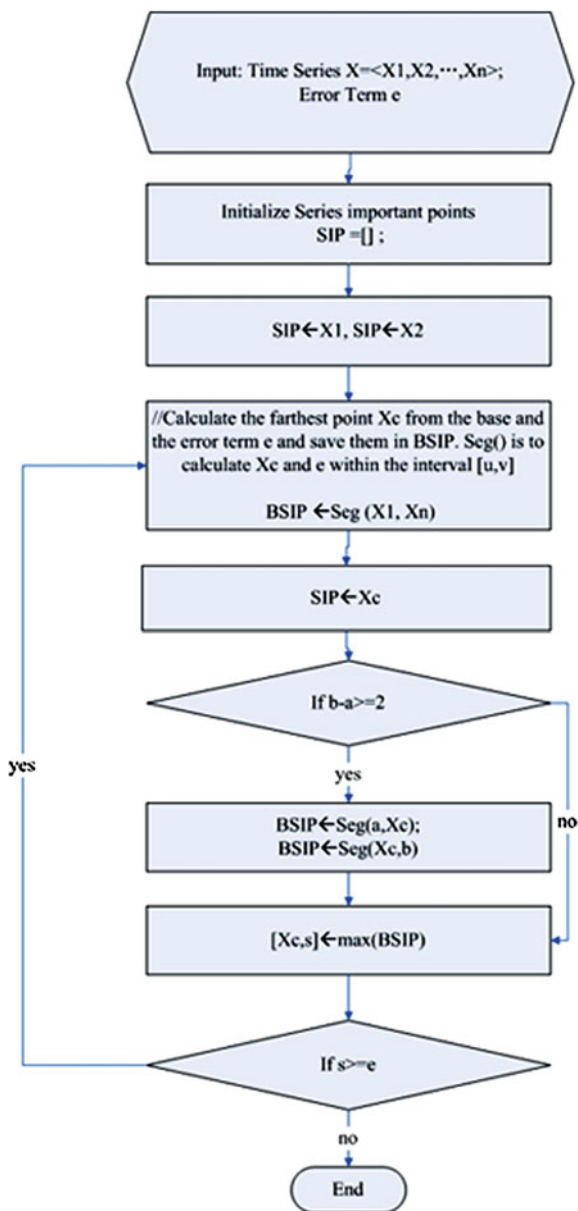 Input: Time Series X=<X1,X2,···,Xn>;
Error Term e
Initialize Series important points
SIP =[] ;
SIP←X1, SIP←X2
//Calculate the farthest point Xc from the base and
the error term e and save them in BSIP. Seg() is to
calculate Xc and e within the interval [u,v]
BSIP ←Seg (X1, Xn)
SIP←Xc
If b-a>=2
yes
yes
no
BSIP←Seg(a,Xc);
BSIP←Seg(Xc,b)
[Xc,s]←max(BSIP)
If s>=e
no
End